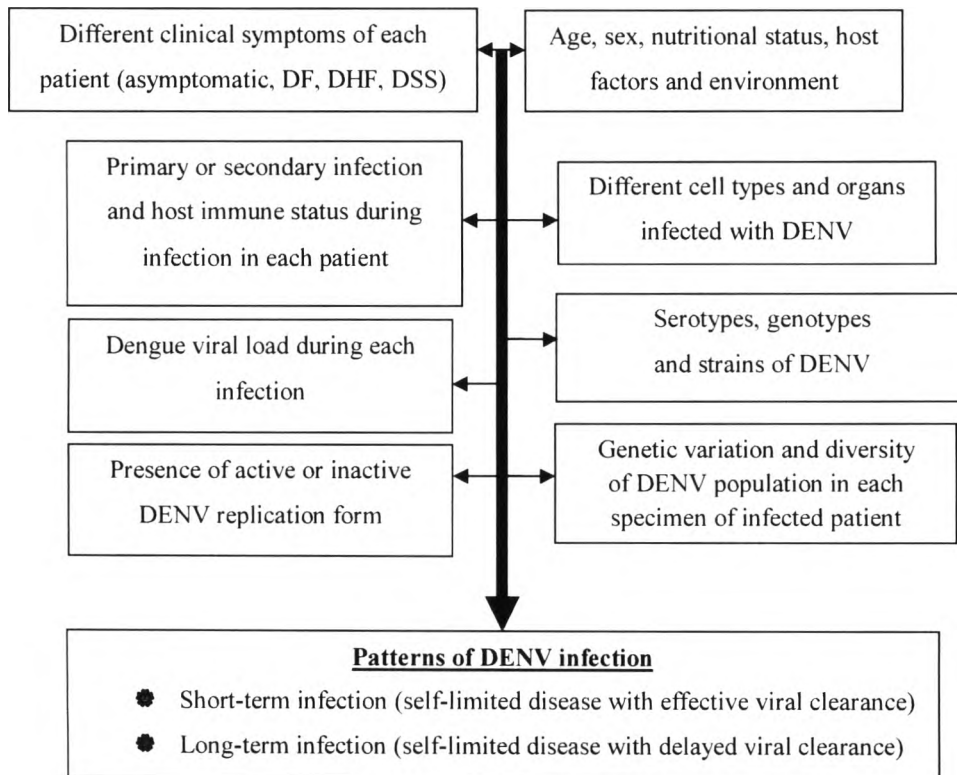 Different clinical symptoms of each
patient (asymptomatic, DF, DHF, DSS)
Age, sex, nutritional status, host
factors and environment
Primary or secondary infection
and host immune status during
infection in each patient
Different cell types and organs
infected with DENV
Dengue viral load during each
infection
Serotypes, genotypes
and strains of DENV
Presence of active or inactive
DENV replication form
Genetic variation and diversity
of DENV population in each
specimen of infected patient
Patterns of DENV infection
Short-term infection (self-limited disease with effective viral clearance)
Long-term infection (self-limited disease with delayed viral clearance)